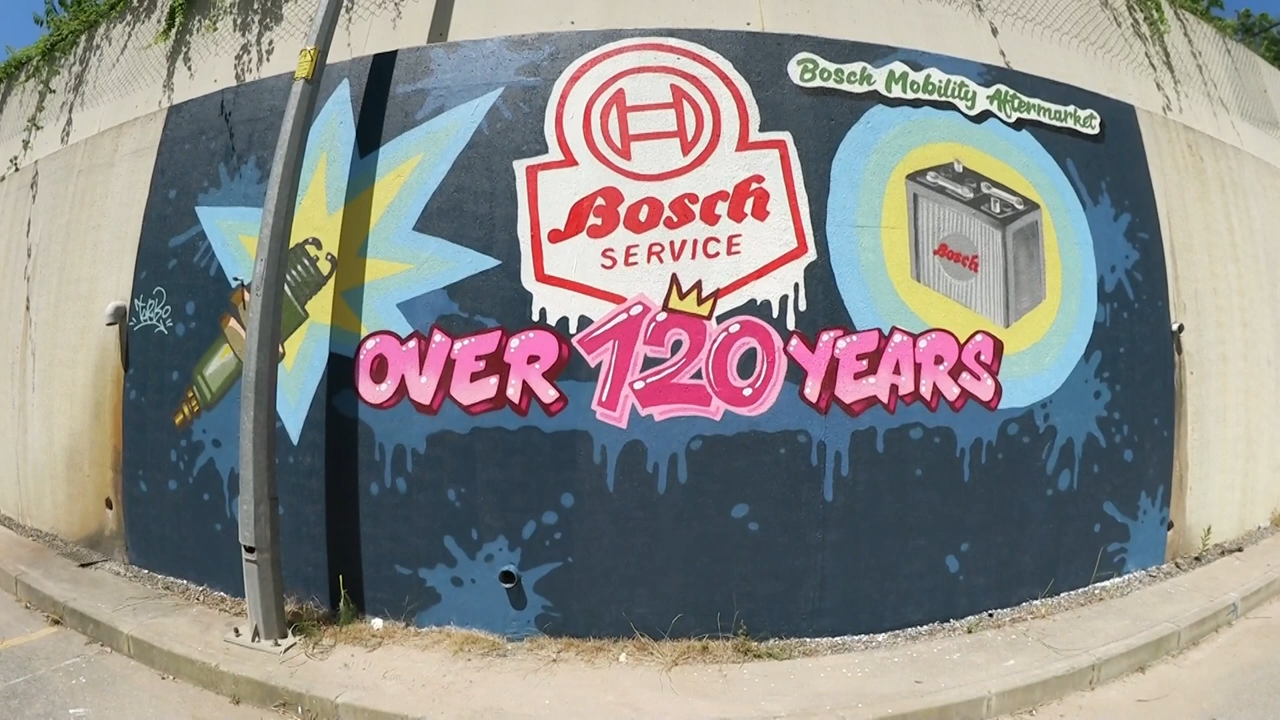 Bosch Mobility Aftermarket
Bosch
SERVICE
Bosch
OVER 120 YEARS